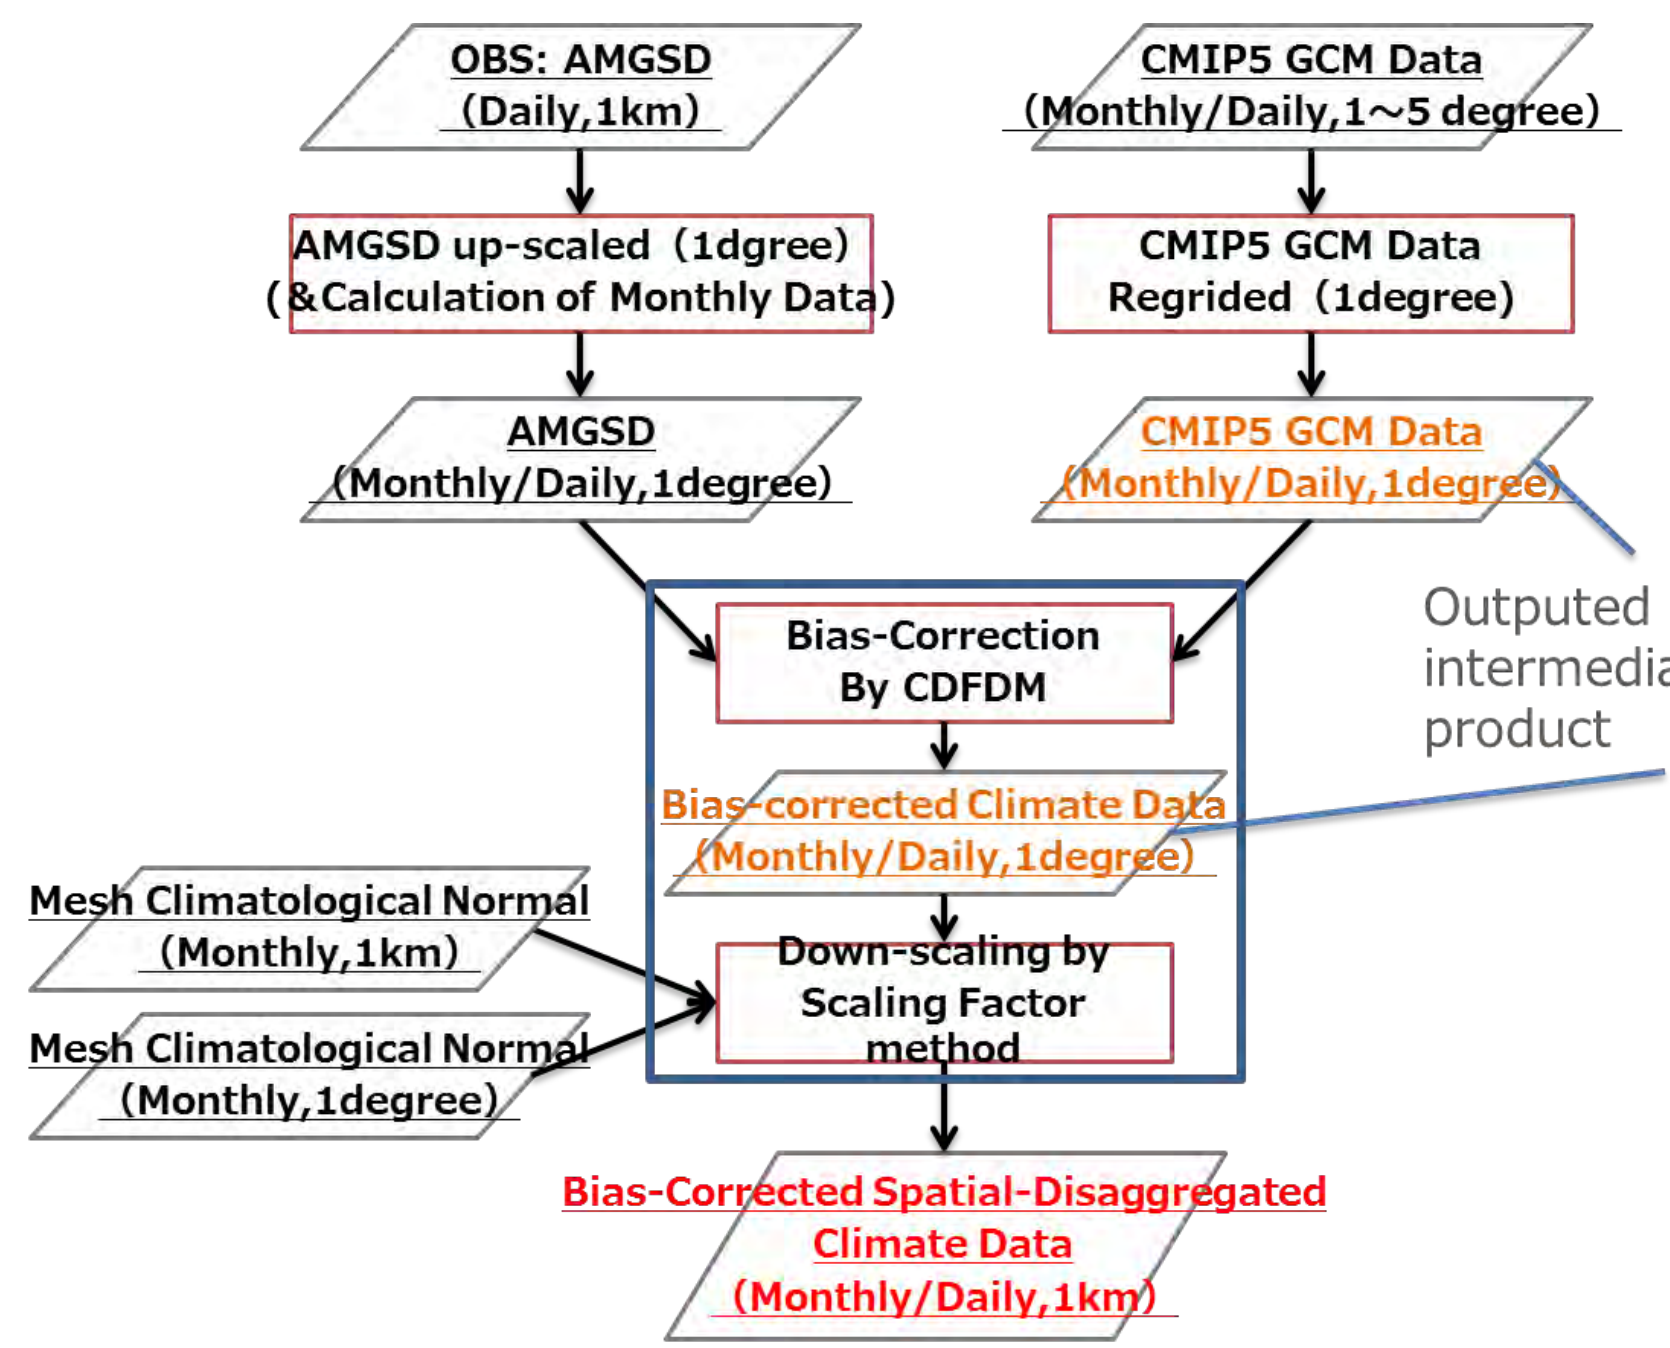 OBS: AMGSD
（Daily,1km）
CMIP5 GCM Data
（Monthly/Daily,1～5 degree）
AMGSD up-scaled（1dgree）
(&Calculation of Monthly Data)
CMIP5 GCM Data
Regrided（1degree)
AMGSD
（Monthly/Daily,1degree）
CMIP5 GCM Data
（Monthly/Daily,1degree）
Bias-Correction
By CDFDM
Outputed
intermedia
product
Bias-corrected Climate Data
（Monthly/Daily,1degree）
Mesh Climatological Normal
（Monthly,1km）
Down-scaling by
Scaling Factor
method
Mesh Climatological Normal
（Monthly,1degree）
Bias-Corrected Spatial-Disaggregated
Climate Data
（Monthly/Daily,1km）